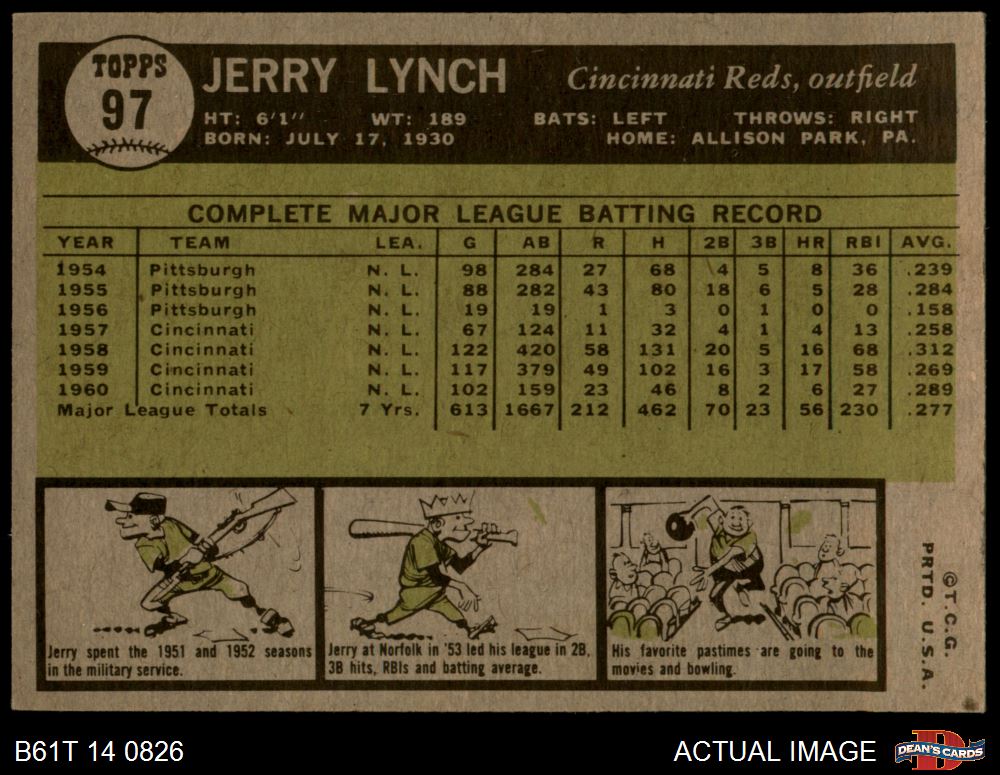 TOPPS
97
JERRY LYNCH Cincinnati Reds, outfield
HT: 6'1'' WT: 189 BATS: LEFT THROWS: RIGHT
BORN: JULY 17, 1930 HOME: ALLISON PARK, PA.
COMPLETE MAJOR LEAGUE BATTING RECORD
YEAR TEAM LEA. G AB R H 2B 3B HR RBI AVG.
1954 Pittsburgh N. L. 98 284 27 68 4 5 8 36 .239
1955 Pittsburgh N. L. 88 282 43 80 18 6 5 28 .284
1956 Pittsburgh N. L. 19 19 1 3 0 1 0 0 .158
1957 Cincinnati N. L. 67 124 11 32 4 1 4 13 .258
1958 Cincinnati N. L. 122 420 58 131 20 5 16 68 .312
1959 Cincinnati N. L. 117 379 49 102 16 3 17 58 .269
1960 Cincinnati N. L. 102 159 23 46 8 2 6 27 .289
Major League Totals 7 Yrs. 613 1667 212 462 70 23 56 230 .277
Jerry spent the 1951 and 1952 seasons
in the military service.
Jerry at Norfolk in '53 led his league in 2B,
3B hits, RBIs and batting average.
His favorite pastimes are going to the
movies and bowling.
©T.C.G.
PRTD. U.S.A.
B61T 14 0826
ACTUAL IMAGE
B
DEAN'S CARDS